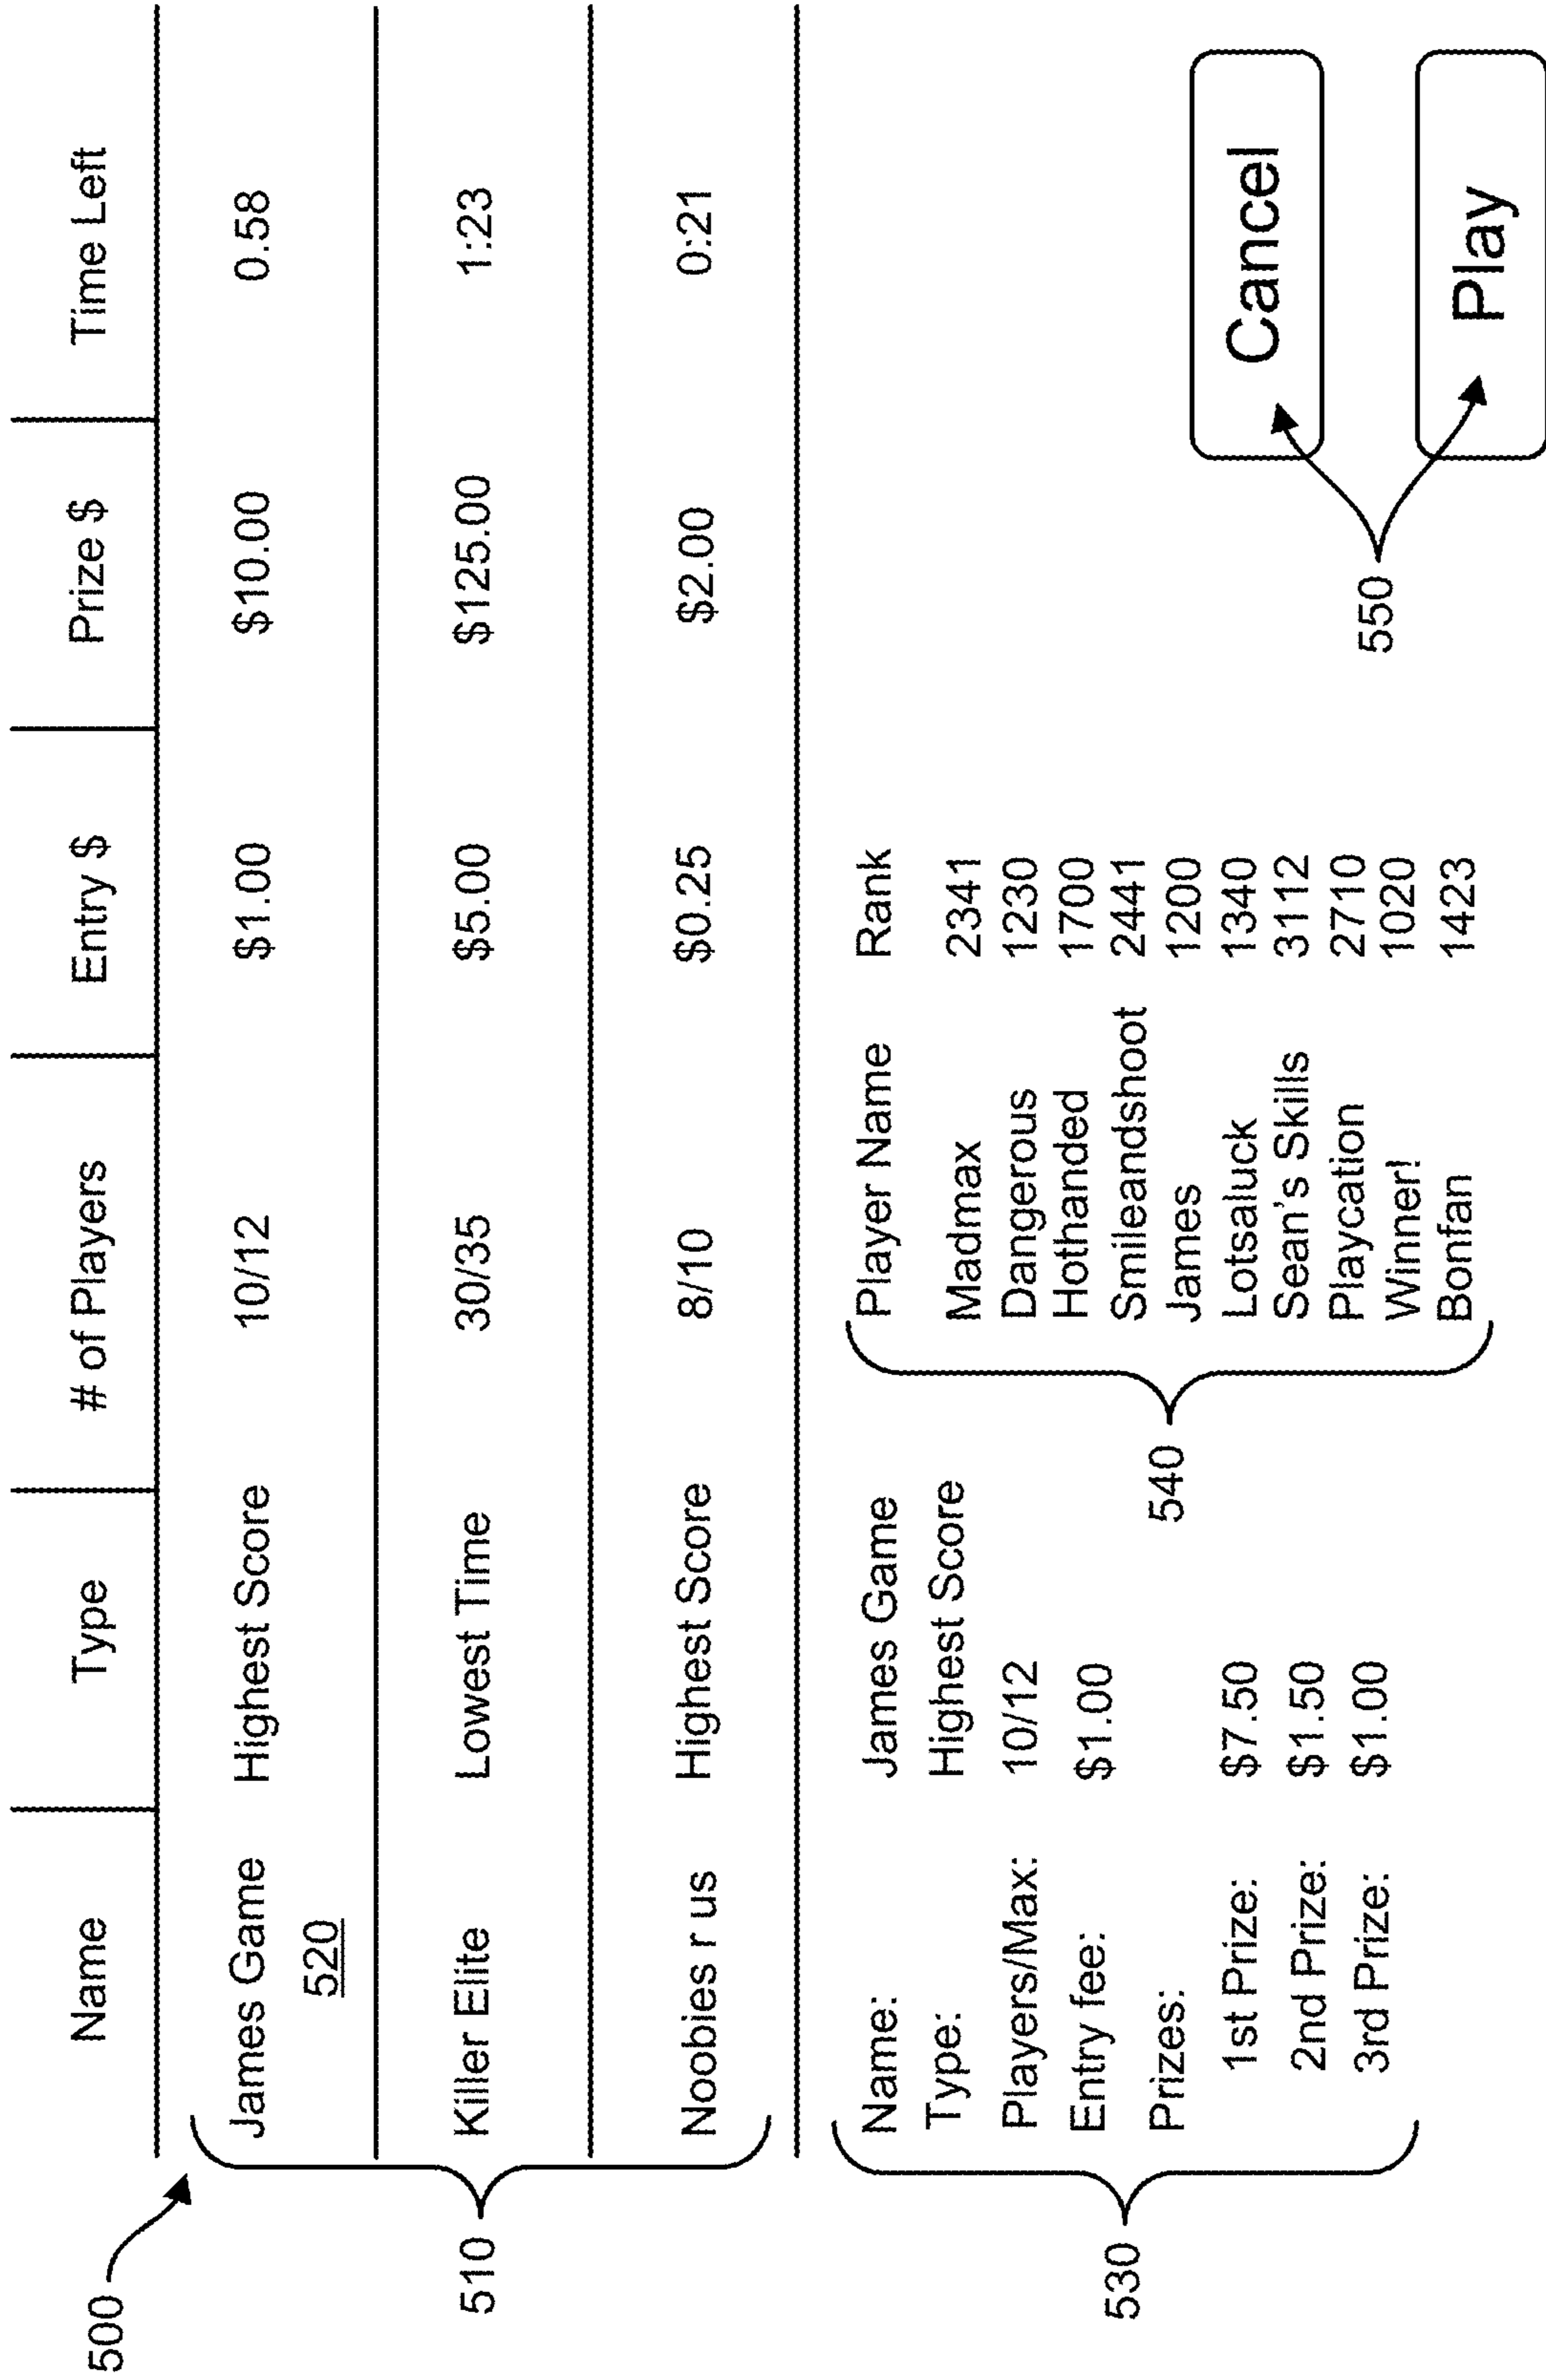 500
Name Type # of Players Entry $ Prize $ Time Left
James Game Highest Score 10/12 $1.00 $10.00 0.58
520
510
Killer Elite Lowest Time 30/35 $5.00 $125.00 1:23
Noobies r us Highest Score 8/10 $0.25 $2.00 0:21
530
Name: James Game
Type: Highest Score
Players/Max: 10/12
Entry fee: $1.00
Prizes:
1st Prize: $7.50
2nd Prize: $1.50
3rd Prize: $1.00
540
Player Name Rank
Madmax 2341
Dangerous 1230
Hothanded 1700
Smileandshoot 2441
James 1200
Lotsaluck 1340
Sean's Skills 3112
Playcation 2710
Winner! 1020
Bonfan 1423
550
Cancel
Play